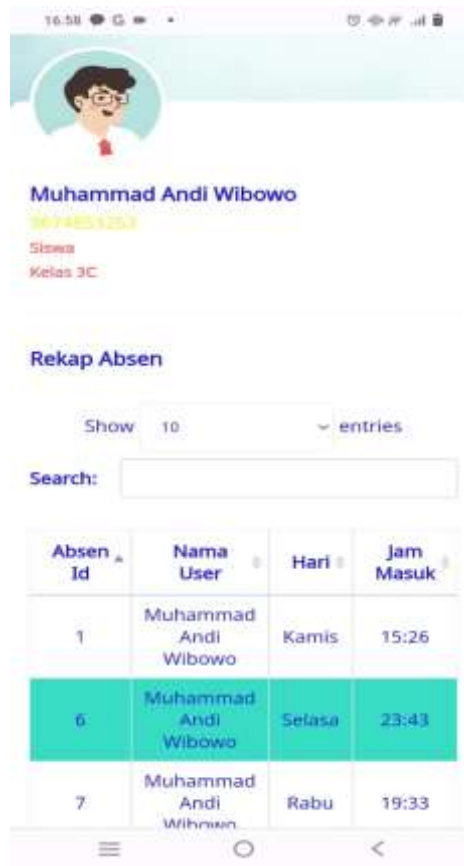 16.58
Muhammad Andi Wibowo
Siswa
Kelas 3C
Rekap Absen
Show 10 entries
Search:
Absen Id Nama User Hari Jam Masuk
1 Muhammad Andi Wibowo Kamis 15:26
6 Muhammad Andi Wibowo Selasa 23:43
7 Muhammad Andi Wibowo Rabu 19:33